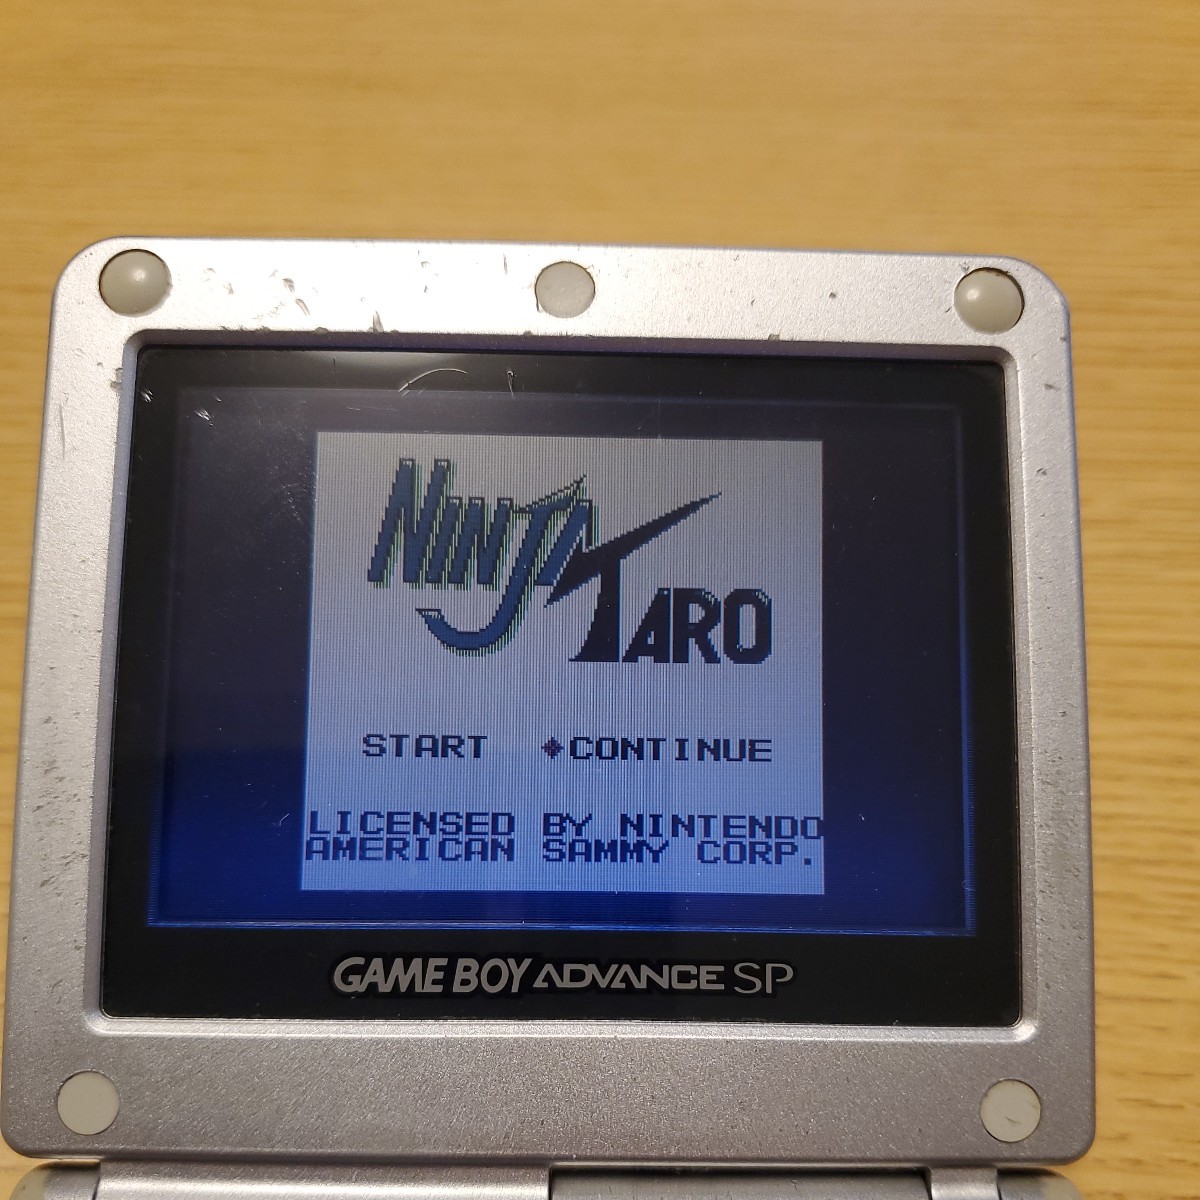 NINJA TARO
START CONTINUE
LICENSED BY NINTENDO
AMERICAN SAMMY CORP.
GAME BOY ADVANCE SP